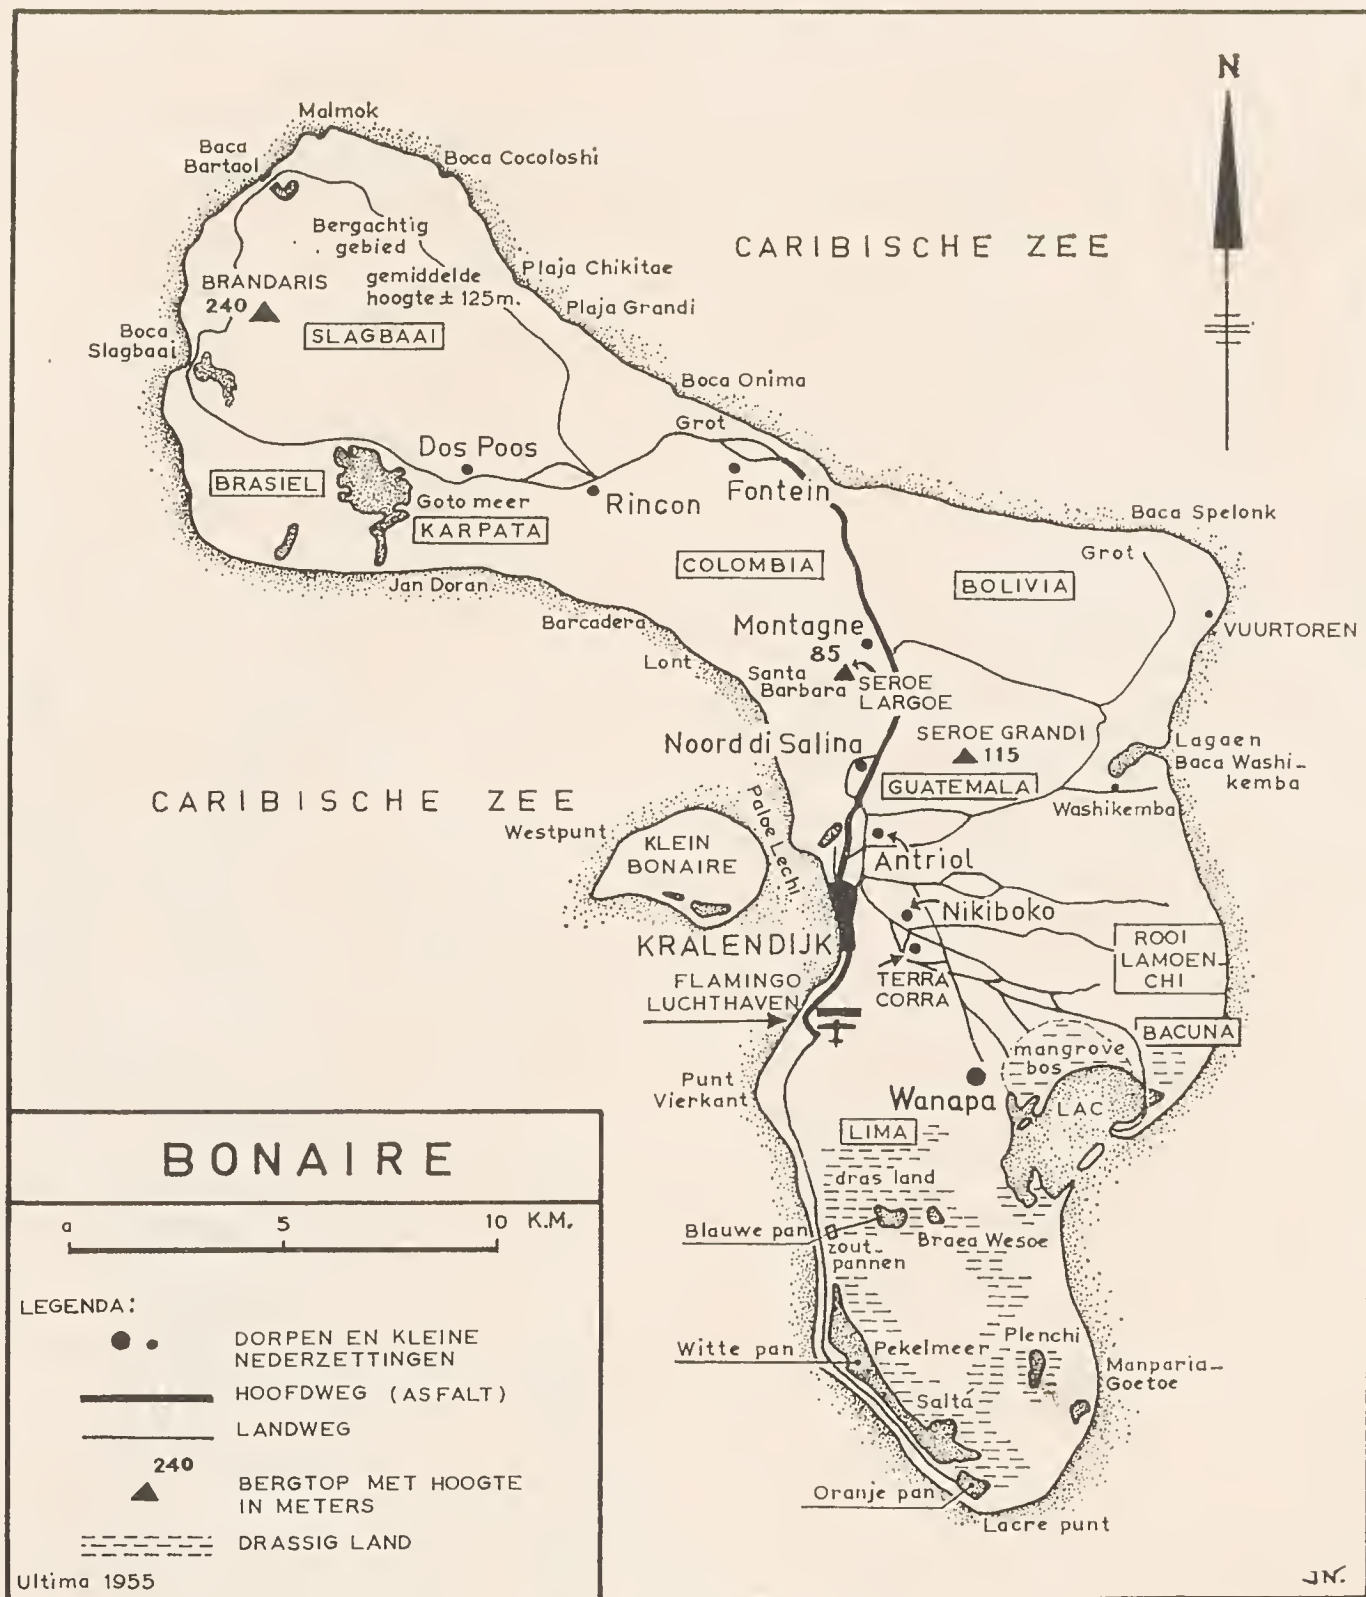 N
Malmok
Baca
Bartaol
Boca Cocoloshi
Bergachtig
gebied
gemiddelde
hoogte ± 125m.
CARIBISCHE ZEE
Plaja Chikitae
BRANDARIS
240
Plaja Grandi
Boca
Slagbaai
SLAGBAAI
Boca Onima
Grot
Dos Poos
BRASIEL
Goto meer
KARPATA
Rincon
Fontein
Baca Spelonk
Grot
COLOMBIA
BOLIVIA
Jan Doran
Barcadera
VUURTOREN
Montagne
85
Lont
Santa
Barbara
SEROE
LARGOE
SEROE GRANDI
115
Noord di Salina
GUATEMALA
Lagaen
Baca Washi-
kemba
Washikemba
CARIBISCHE ZEE
Westpunt
Paloe Lechi
KLEIN
BONAIRE
Antriol
Nikiboko
KRALENDIJK
ROOI
LAMOEN-
CHI
FLAMINGO
LUCHTHAVEN
TERRA
CORRA
BACUNA
mangrove
bos
Punt
Vierkant
Wanapa
LAC
LIMA
dras land
Blauwe pan
zout-
pannen
Braea Wesoe
Witte pan
Pekelmeer
Plenchi
Manparia-
Goetoe
Salta
Oranje pan
Lacre punt
BONAIRE
a 5 10 K.M.
LEGENDA:
DORPEN EN KLEINE
NEDERZETTINGEN
HOOFDWEG (ASFALT)
LANDWEG
240
BERGTOP MET HOOGTE
IN METERS
DRASSIG LAND
Ultima 1955
JN.